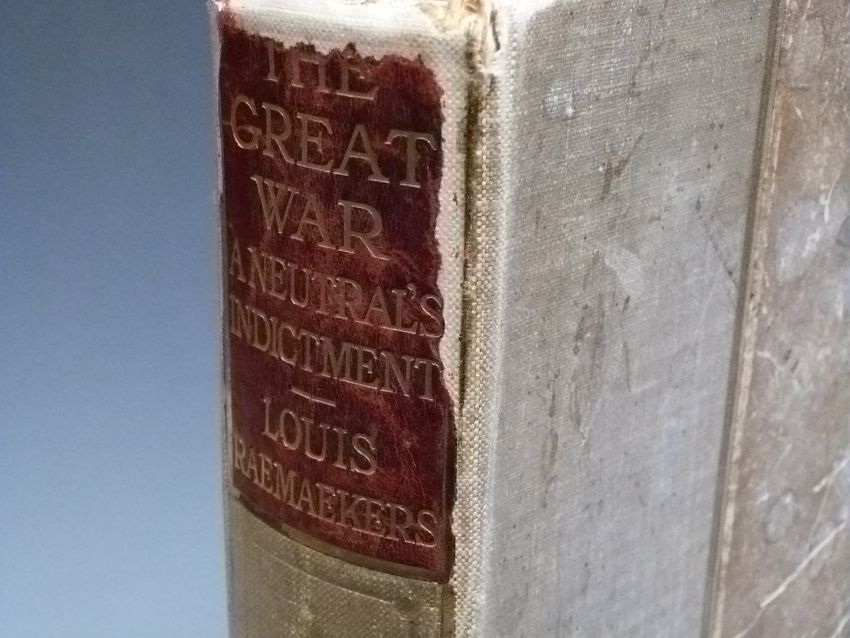 THE
GREAT
WAR
A NEUTRAL'S
INDICTMENT
LOUIS
RAEMAEKERS